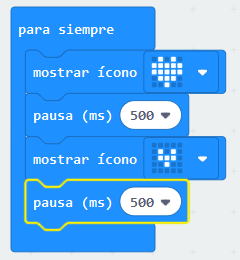 para siempre
mostrar ícono
pausa (ms) 500
mostrar ícono
pausa (ms) 500